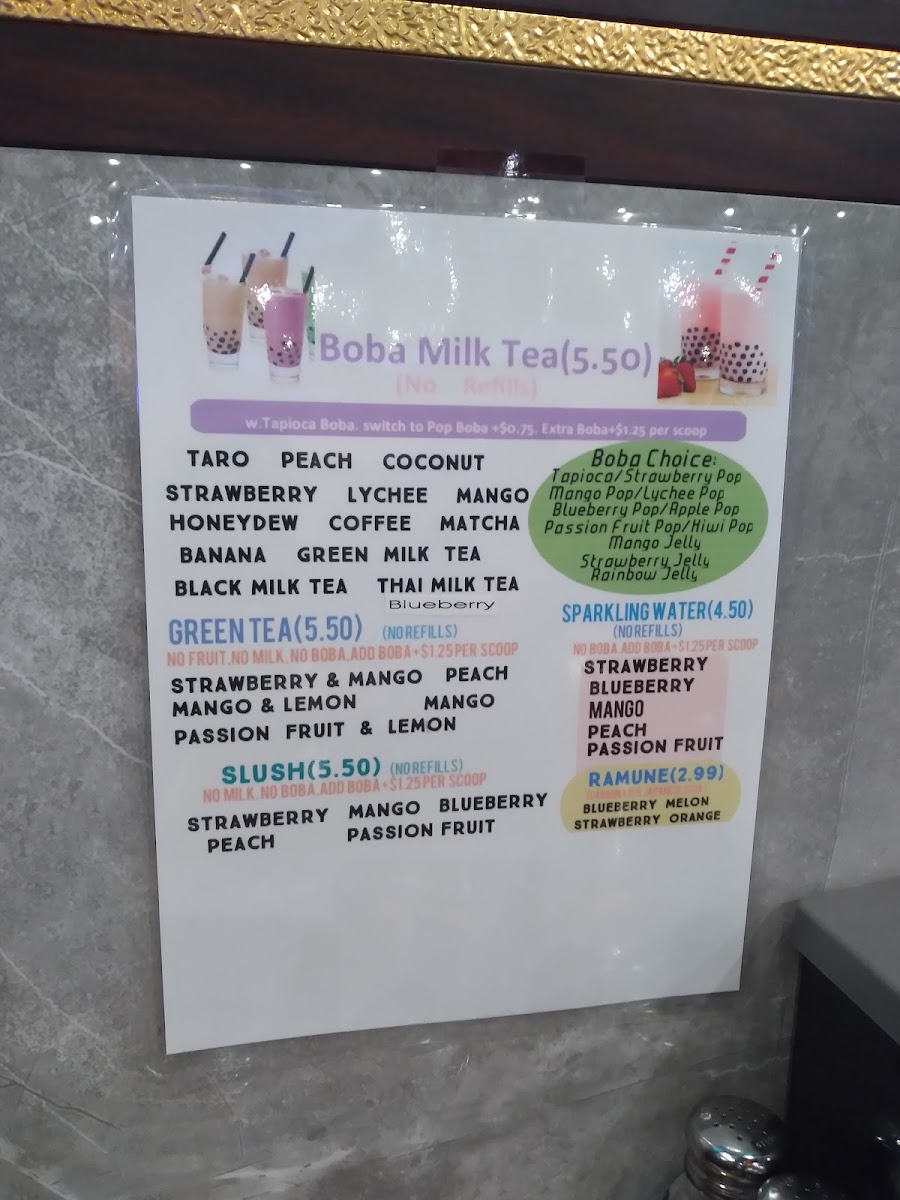 Boba Milk Tea(5.50)
(No Refills)
w.Tapioca Boba. switch to Pop Boba +$0.75. Extra Boba+$1.25 per scoop
TARO PEACH COCONUT
STRAWBERRY LYCHEE MANGO
HONEYDEW COFFEE MATCHA
BANANA GREEN MILK TEA
BLACK MILK TEA THAI MILK TEA
Blueberry
Boba Choice:
Tapioca/Strawberry Pop
Mango Pop/Lychee Pop
Blueberry Pop/Apple Pop
Passion Fruit Pop/Kiwi Pop
Mango Jelly
Strawberry Jelly
Rainbow Jelly
GREEN TEA(5.50) (NO REFILLS)
NO FRUIT.NO MILK. NO BOBA.ADD BOBA+$1.25 PER SCOOP
STRAWBERRY & MANGO PEACH
MANGO & LEMON MANGO
PASSION FRUIT & LEMON
SLUSH(5.50) (NO REFILLS)
NO MILK. NO BOBA.ADD BOBA+$1.25 PER SCOOP
STRAWBERRY MANGO BLUEBERRY
PEACH PASSION FRUIT
SPARKLING WATER(4.50)
(NO REFILLS)
NO BOBA. ADD BOBA+$1.25 PER SCOOP
STRAWBERRY
BLUEBERRY
MANGO
PEACH
PASSION FRUIT
RAMUNE(2.99)
BLUEBERRY MELON
STRAWBERRY ORANGE